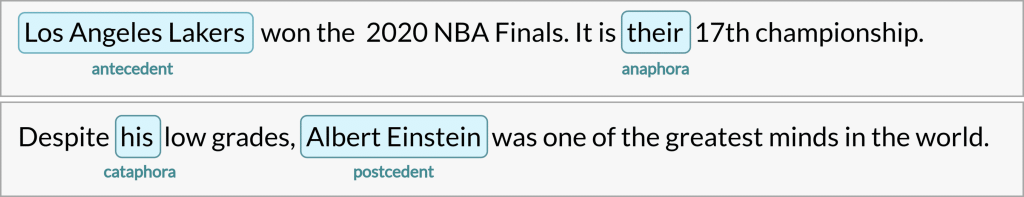 Los Angeles Lakers won the 2020 NBA Finals. It is their 17th championship.
antecedent anaphora
Despite his low grades, Albert Einstein was one of the greatest minds in the world.
cataphora postcedent